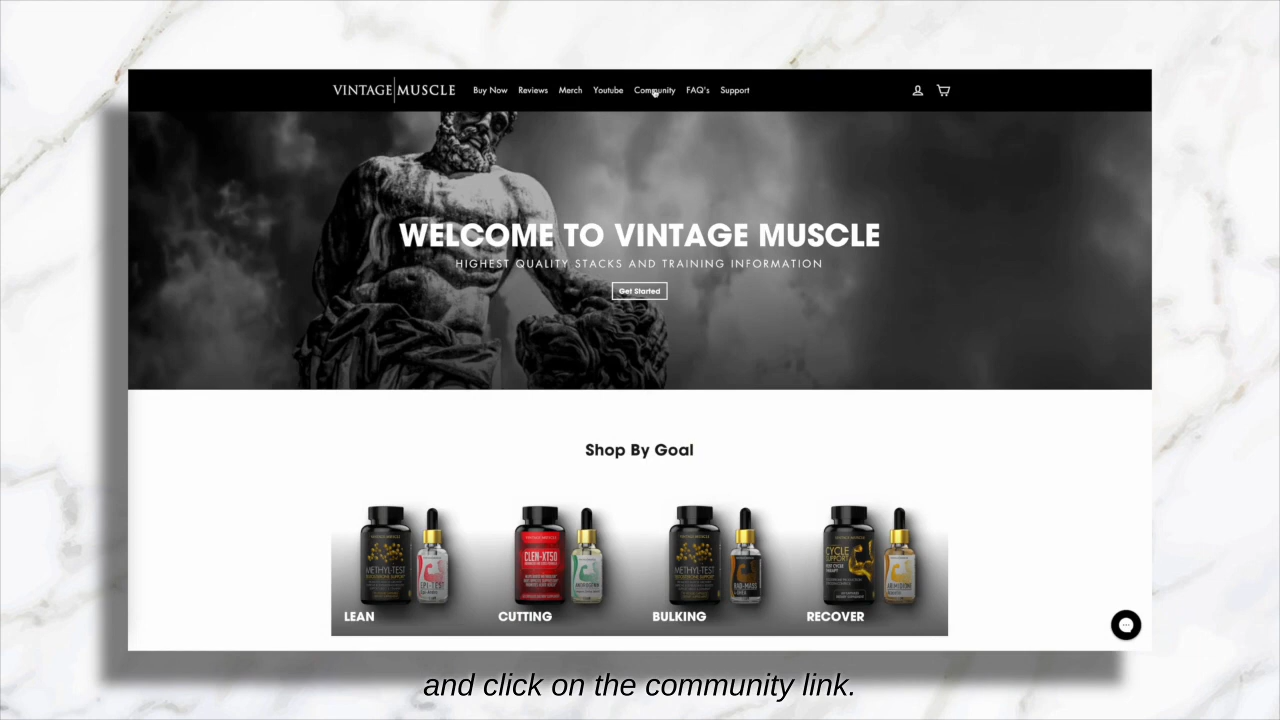 VINTAGE MUSCLE Buy Now Reviews Merch Youtube Community FAQ's Support
WELCOME TO VINTAGE MUSCLE
HIGHEST QUALITY STACKS AND TRAINING INFORMATION
Get Started
Shop By Goal
METHYL-TEST
CLEN-XT50
METHYL-TEST
CYCLE
SUPPORT
LEAN
CUTTING
BULKING
RECOVER
and click on the community link.